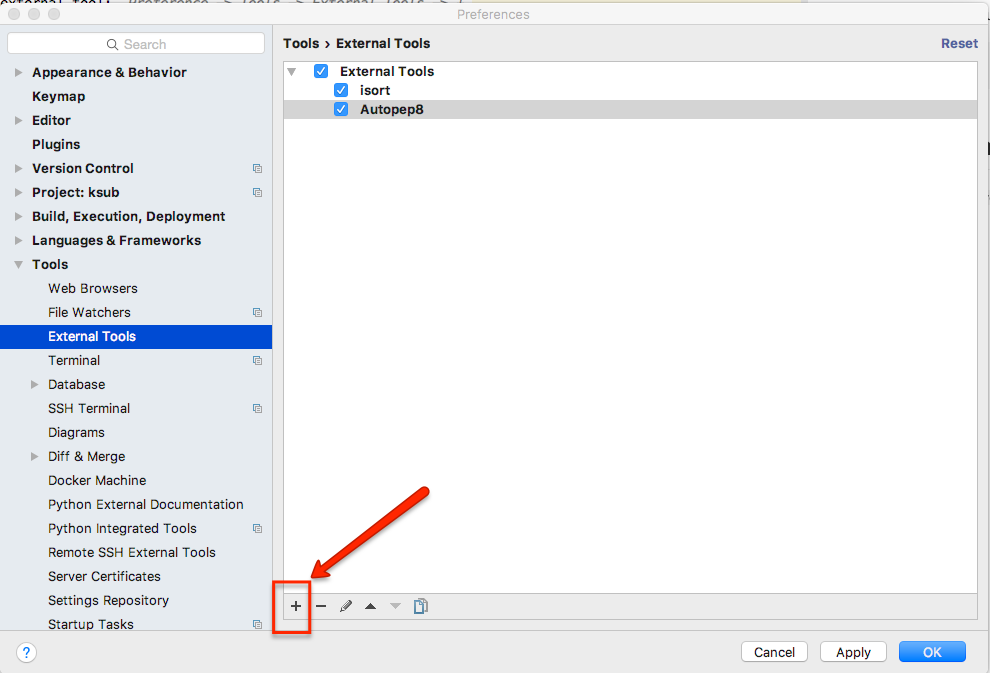 Preferences
Search
Tools › External Tools
Reset
Appearance & Behavior
Keymap
Editor
Plugins
Version Control
Project: ksub
Build, Execution, Deployment
Languages & Frameworks
Tools
Web Browsers
File Watchers
External Tools
Terminal
Database
SSH Terminal
Diagrams
Diff & Merge
Docker Machine
Python External Documentation
Python Integrated Tools
Remote SSH External Tools
Server Certificates
Settings Repository
Startup Tasks
External Tools
isort
Autopep8
?
Cancel
Apply
OK